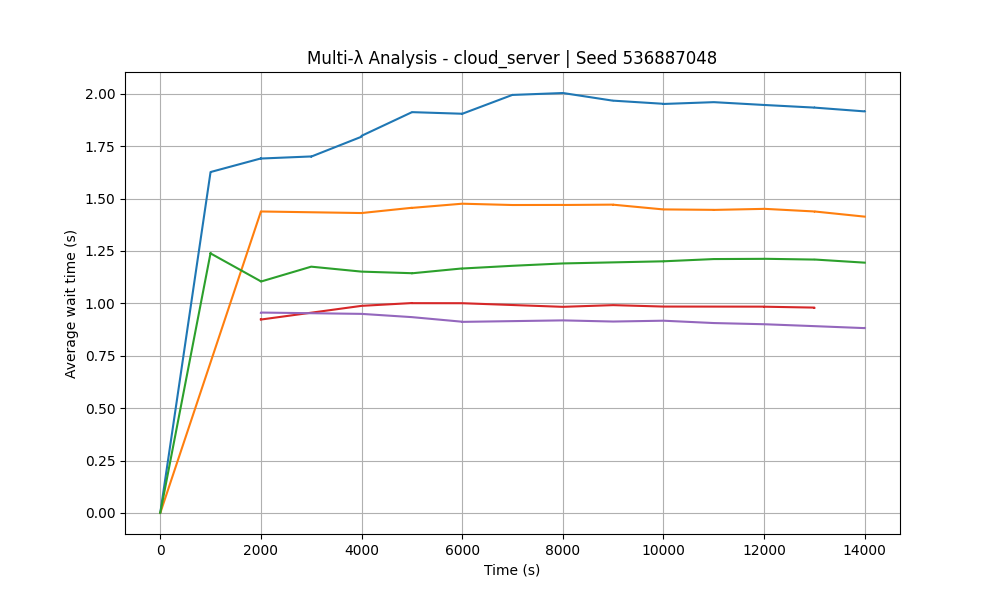 Multi-λ Analysis - cloud_server | Seed 536887048
Average wait time (s)
2.00
1.75
1.50
1.25
1.00
0.75
0.50
0.25
0.00
0 2000 4000 6000 8000 10000 12000 14000
Time (s)